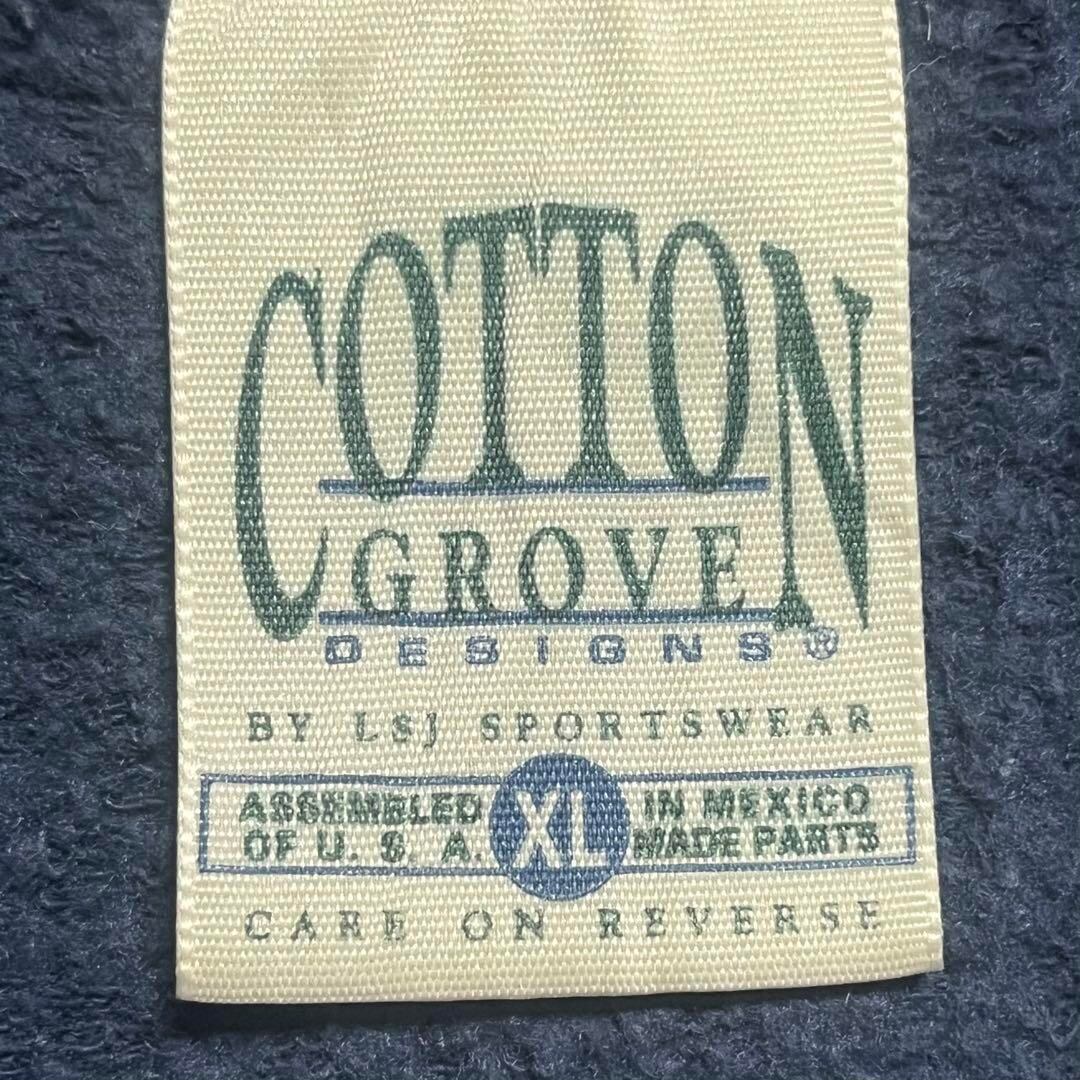 COTTON
GROVE
DESIGNS®
BY LSJ SPORTSWEAR
ASSEMBLED XL IN MEXICO
OF U. S. A. MADE PARTS
CARE ON REVERSE